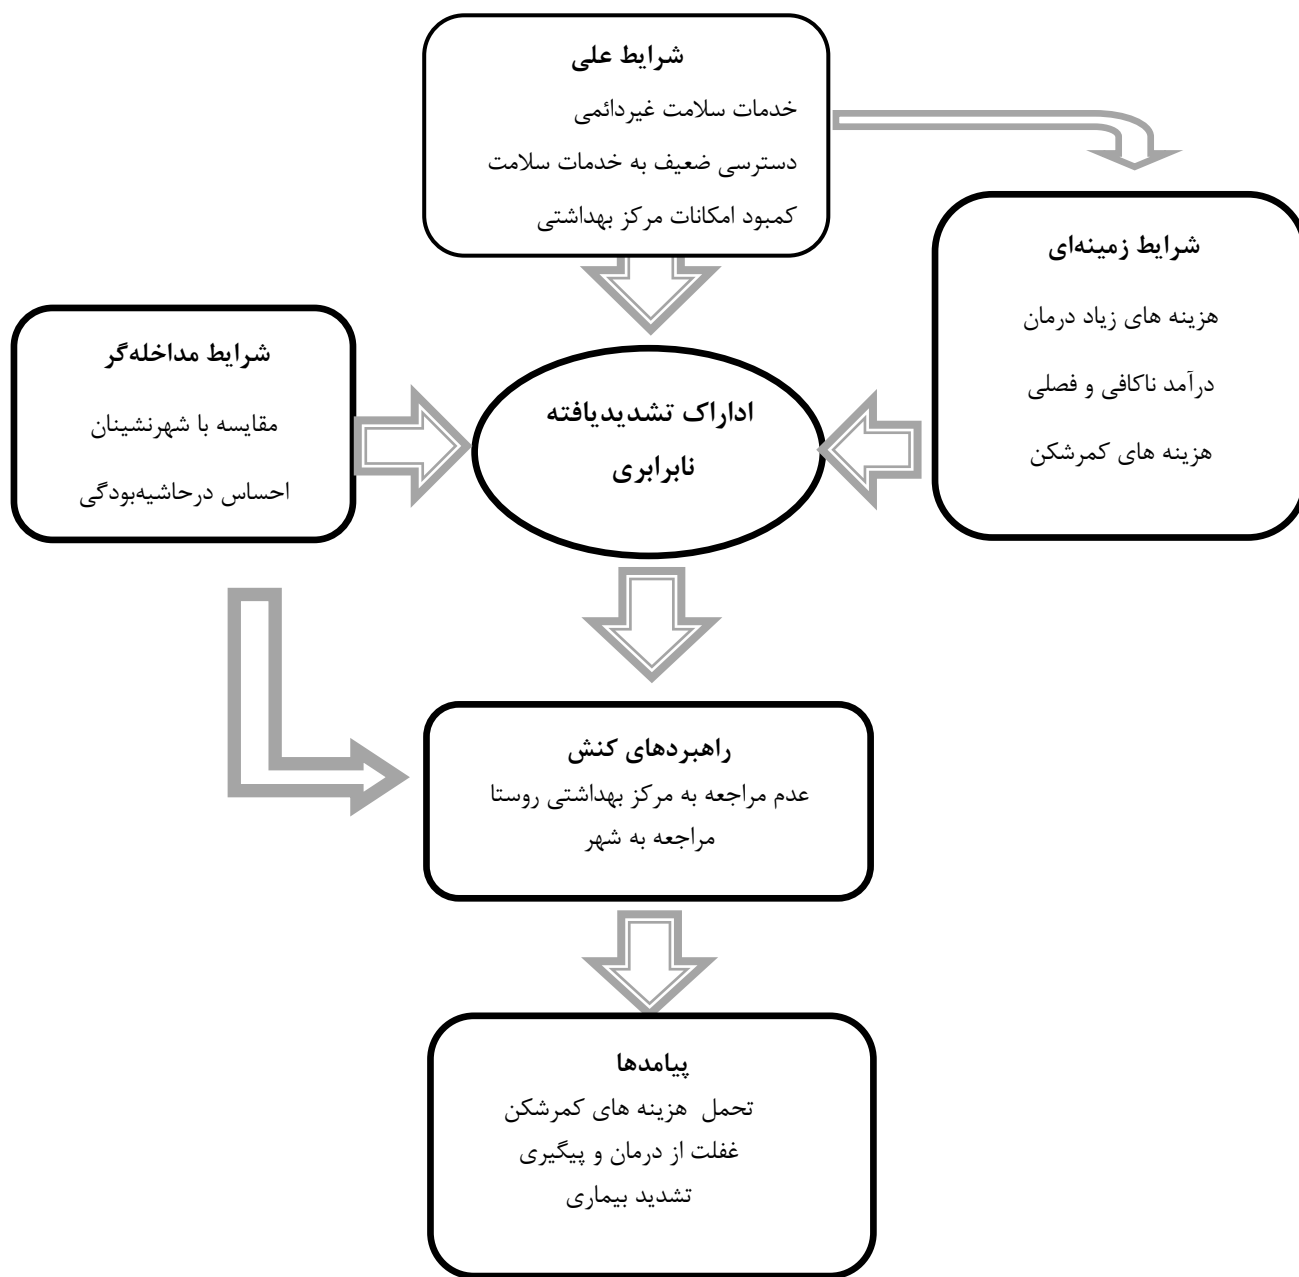 شرایط علی
خدمات سلامت غیردائمی
دسترسی ضعیف به خدمات سلامت
کمبود امکانات مرکز بهداشتی
شرایط زمینه‌ای
هزینه های زیاد درمان
درآمد ناکافی و فصلی
هزینه های کمرشکن
شرایط مداخله‌گر
مقایسه با شهرنشینان
احساس درحاشیه‌بودگی
اداراک تشدیدیافته
نابرابری
راهبردهای کنش
عدم مراجعه به مرکز بهداشتی روستا
مراجعه به شهر
پیامدها
تحمل هزینه های کمرشکن
غفلت از درمان و پیگیری
تشدید بیماری